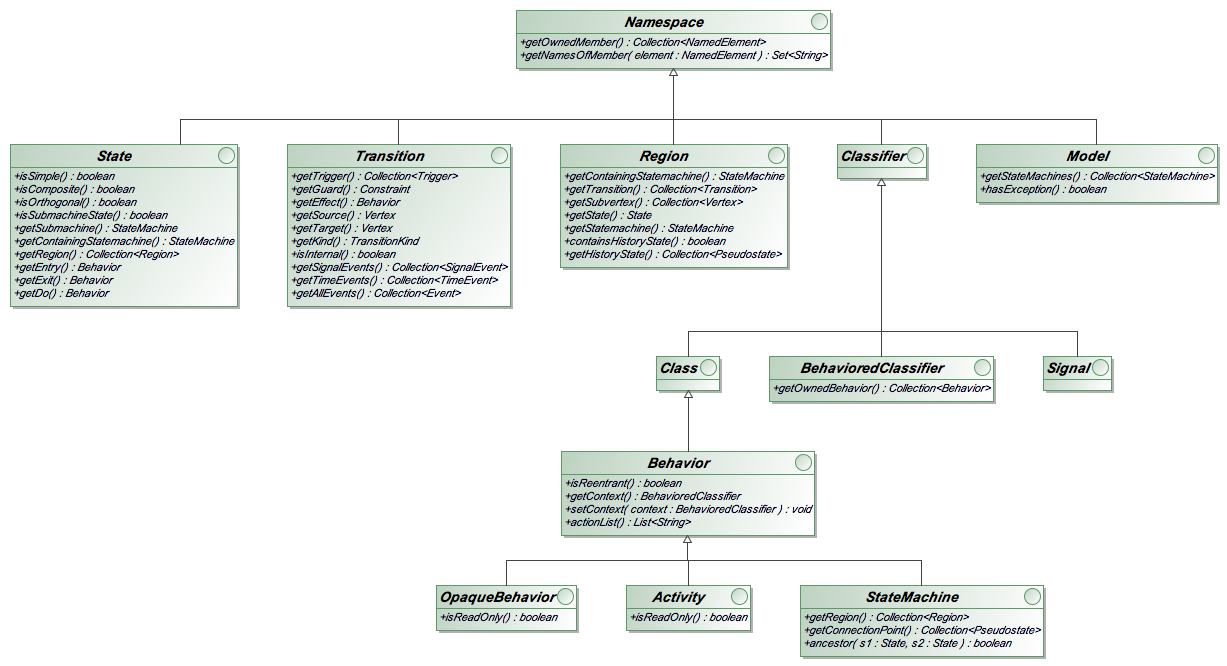 Namespace
+getOwnedMember() : Collection<NamedElement>
+getNamesOfMember( element : NamedElement ) : Set<String>
State
+isSimple() : boolean
+isComposite() : boolean
+isOrthogonal() : boolean
+isSubmachineState() : boolean
+getSubmachine() : StateMachine
+getContainingStatemachine() : StateMachine
+getRegion() : Collection<Region>
+getEntry() : Behavior
+getExit() : Behavior
+getDo() : Behavior
Transition
+getTrigger() : Collection<Trigger>
+getGuard() : Constraint
+getEffect() : Behavior
+getSource() : Vertex
+getTarget() : Vertex
+getKind() : TransitionKind
+isInternal() : boolean
+getSignalEvents() : Collection<SignalEvent>
+getTimeEvents() : Collection<TimeEvent>
+getAllEvents() : Collection<Event>
Region
+getContainingStatemachine() : StateMachine
+getTransition() : Collection<Transition>
+getSubvertex() : Collection<Vertex>
+getState() : State
+getStatemachine() : StateMachine
+containsHistoryState() : boolean
+getHistoryState() : Collection<Pseudostate>
Classifier
Model
+getStateMachines() : Collection<StateMachine>
+hasException() : boolean
Class
BehavioredClassifier
+getOwnedBehavior() : Collection<Behavior>
Signal
Behavior
+isReentrant() : boolean
+getContext() : BehavioredClassifier
+setContext( context : BehavioredClassifier ) : void
+actionList() : List<String>
OpaqueBehavior
+isReadOnly() : boolean
Activity
+isReadOnly() : boolean
StateMachine
+getRegion() : Collection<Region>
+getConnectionPoint() : Collection<Pseudostate>
+ancestor( s1 : State, s2 : State ) : boolean